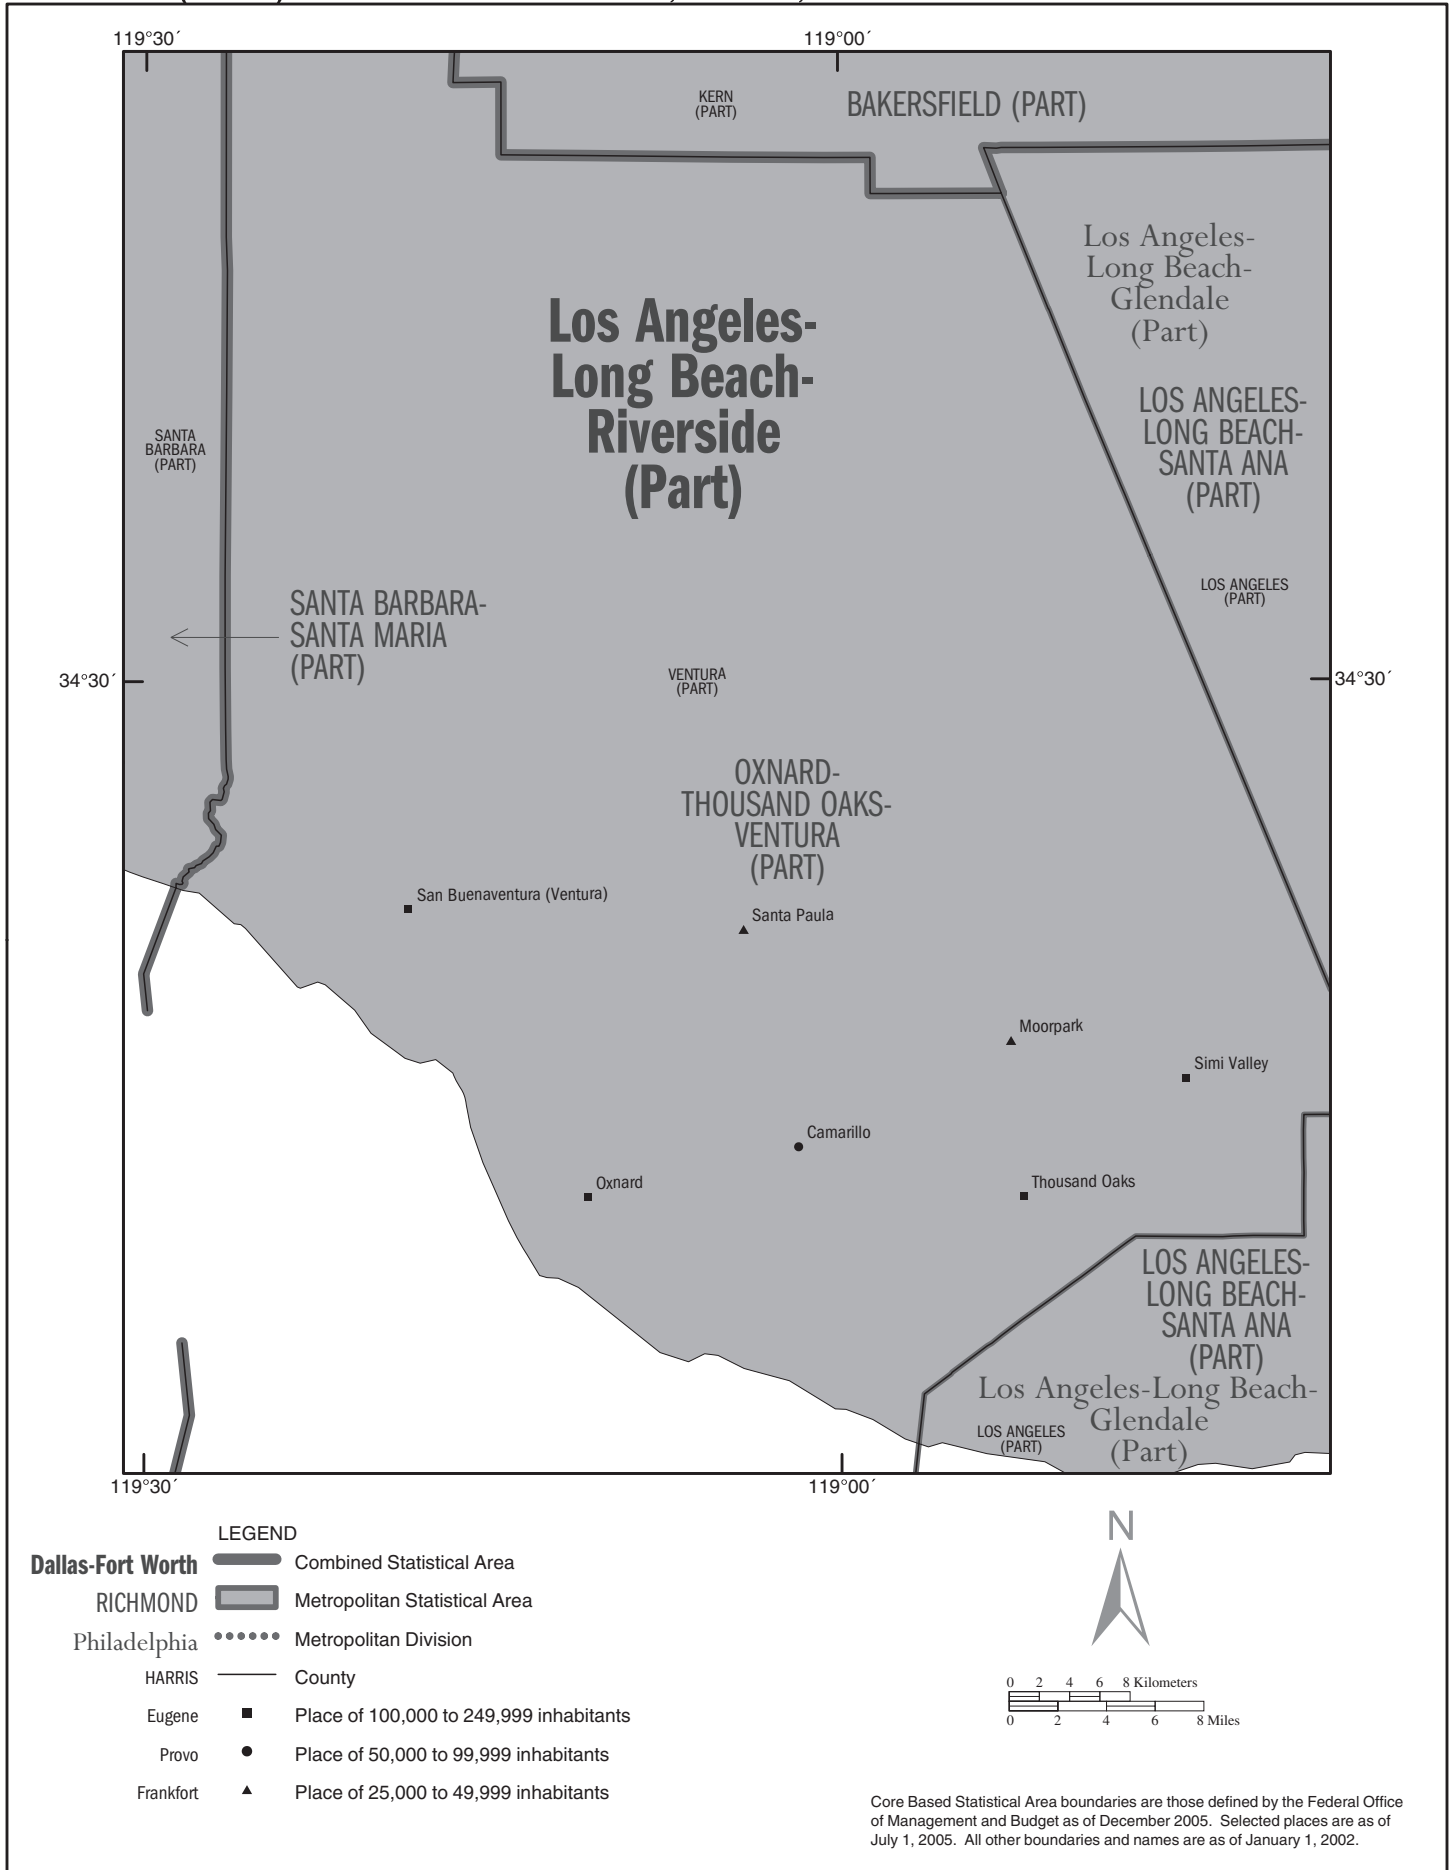 119°30´
119°00´
KERN
(PART)
BAKERSFIELD (PART)
Los Angeles-
Long Beach-
Glendale
(Part)
Los Angeles-
Long Beach-
Riverside
(Part)
LOS ANGELES-
LONG BEACH-
SANTA ANA
(PART)
SANTA
BARBARA
(PART)
LOS ANGELES
(PART)
SANTA BARBARA-
SANTA MARIA
(PART)
34°30´
VENTURA
(PART)
34°30´
OXNARD-
THOUSAND OAKS-
VENTURA
(PART)
San Buenaventura (Ventura)
Santa Paula
Moorpark
Simi Valley
Camarillo
Oxnard
Thousand Oaks
LOS ANGELES-
LONG BEACH-
SANTA ANA
(PART)
Los Angeles-Long Beach-
Glendale
(Part)
LOS ANGELES
(PART)
119°30´
119°00´
LEGEND
Dallas-Fort Worth Combined Statistical Area
RICHMOND Metropolitan Statistical Area
Philadelphia Metropolitan Division
HARRIS County
Eugene Place of 100,000 to 249,999 inhabitants
Provo Place of 50,000 to 99,999 inhabitants
Frankfort Place of 25,000 to 49,999 inhabitants
N
0 2 4 6 8 Kilometers
0 2 4 6 8 Miles
Core Based Statistical Area boundaries are those defined by the Federal Office
of Management and Budget as of December 2005. Selected places are as of
July 1, 2005. All other boundaries and names are as of January 1, 2002.